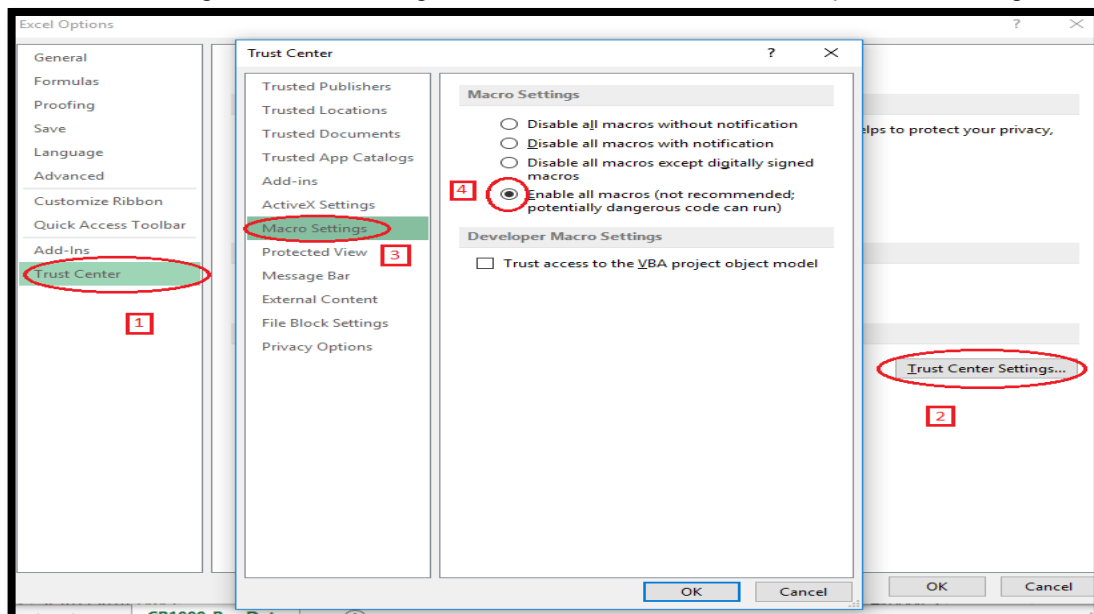 Excel Options
?
General
Formulas
Proofing
Save
Language
Advanced
Customize Ribbon
Quick Access Toolbar
Add-Ins
Trust Center
1
Trust Center
?
Trusted Publishers
Trusted Locations
Trusted Documents
Trusted App Catalogs
Add-ins
ActiveX Settings
Macro Settings
3
Protected View
Message Bar
External Content
File Block Settings
Privacy Options
Macro Settings
Disable all macros without notification
Disable all macros with notification
Disable all macros except digitally signed
macros
4
Enable all macros (not recommended;
potentially dangerous code can run)
Developer Macro Settings
Trust access to the VBA project object model
OK
Cancel
to protect your privacy,
Trust Center Settings...
2
OK
Cancel